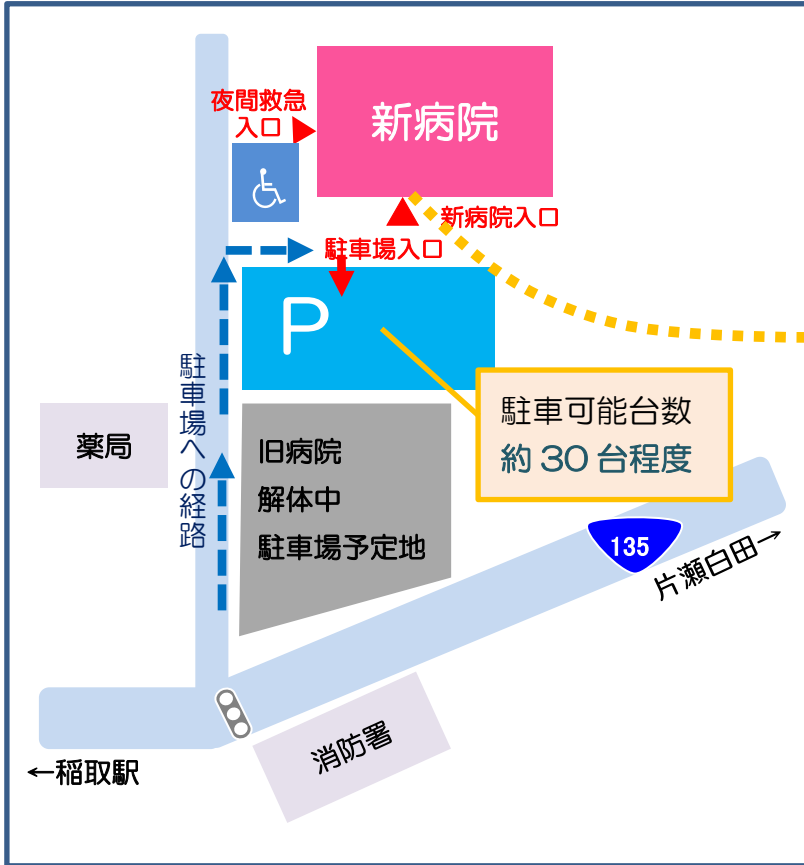 夜間救急
入口
新病院
新病院入口
駐車場入口
P
駐車場への経路
薬局
旧病院
解体中
駐車場予定地
駐車可能台数
約 30 台程度
135
片瀬白田→
消防署
←稲取駅